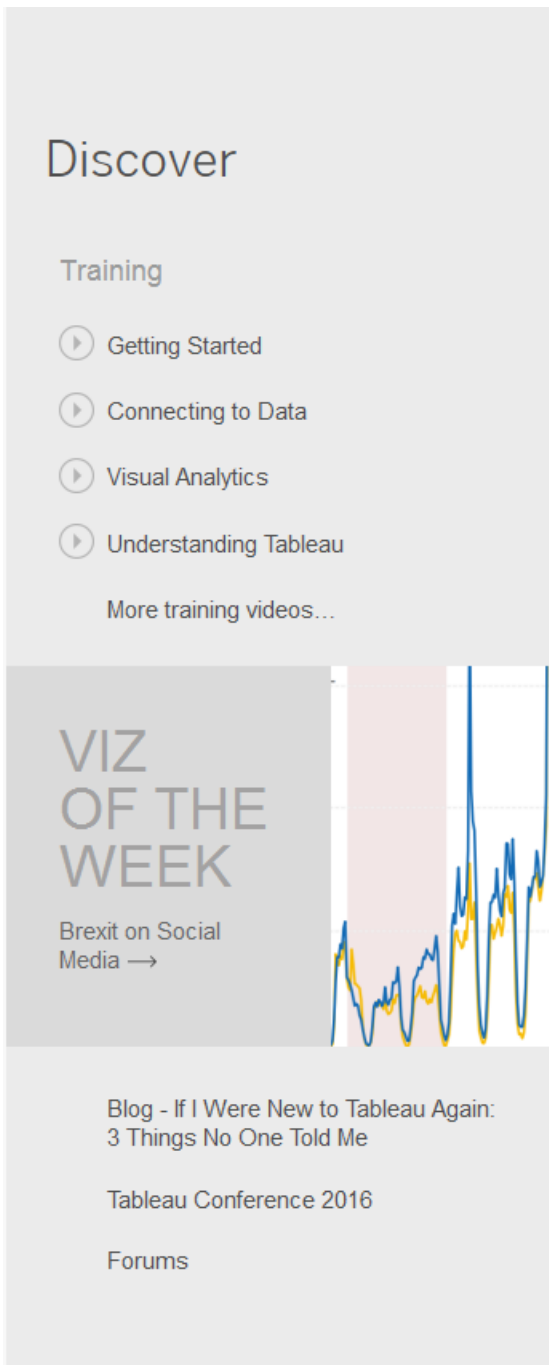 Discover
Training
Getting Started
Connecting to Data
Visual Analytics
Understanding Tableau
More training videos...
VIZ
OF THE
WEEK
Brexit on Social
Media →
Blog - If I Were New to Tableau Again:
3 Things No One Told Me
Tableau Conference 2016
Forums